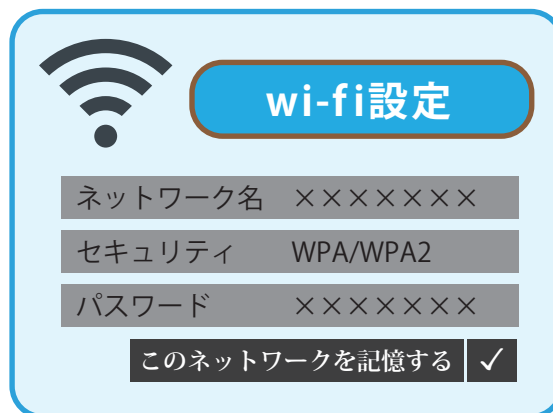 wi-fi設定
ネットワーク名 ×××××××
セキュリティ WPA/WPA2
パスワード ×××××××
このネットワークを記憶する ✓